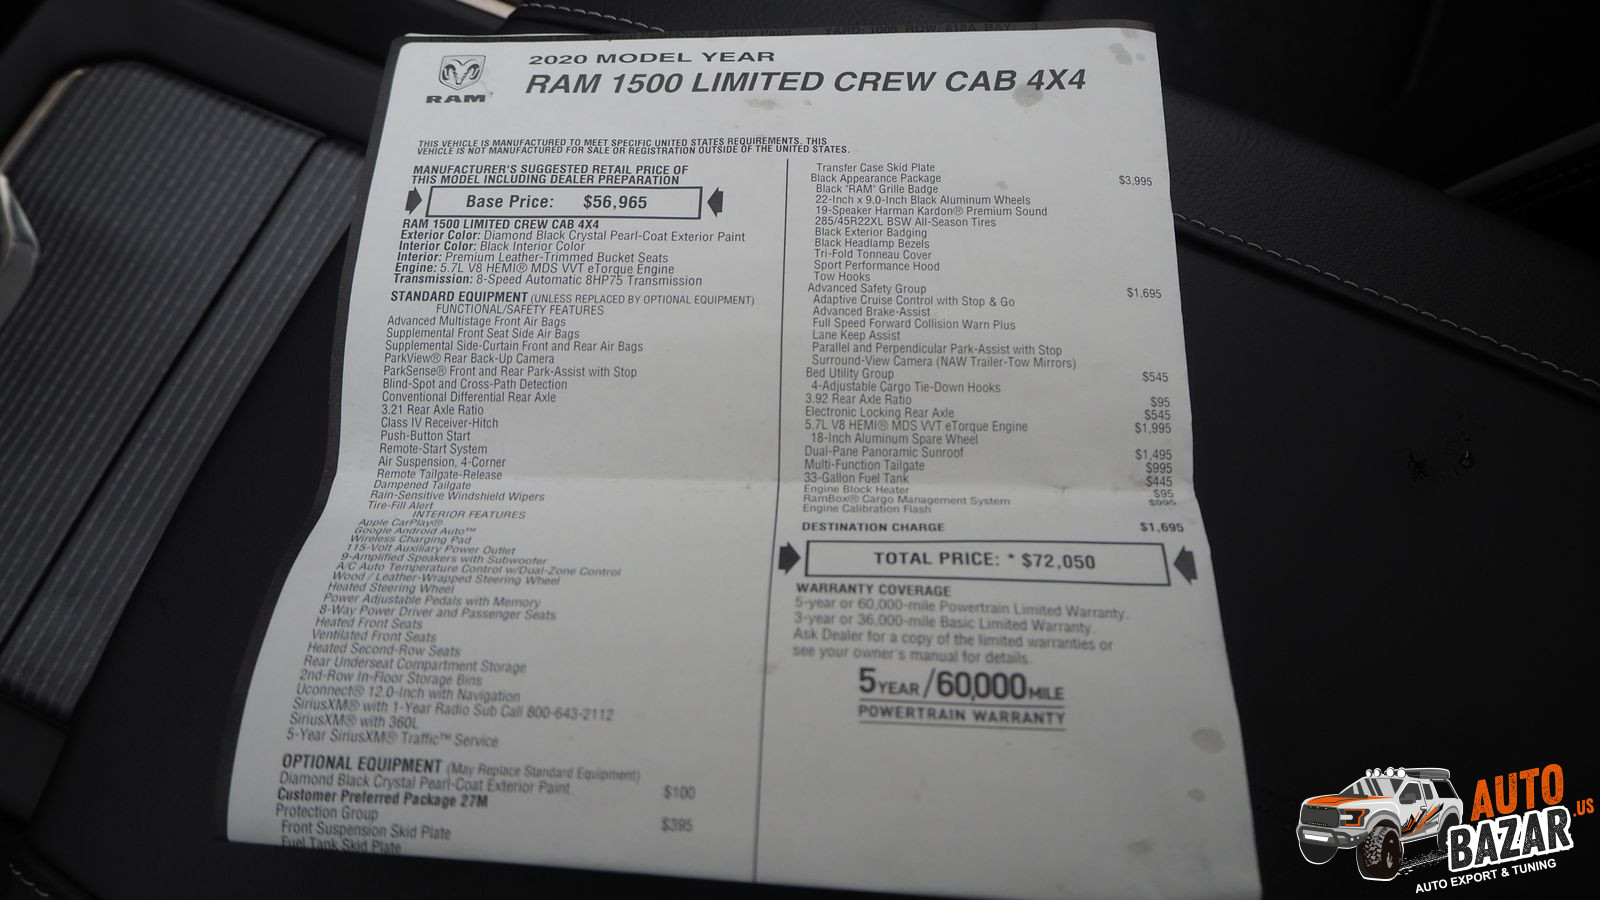 RAM
2020 MODEL YEAR
RAM 1500 LIMITED CREW CAB 4X4
THIS VEHICLE IS MANUFACTURED TO MEET SPECIFIC UNITED STATES REQUIREMENTS. THIS
VEHICLE IS NOT MANUFACTURED FOR SALE OR REGISTRATION OUTSIDE OF THE UNITED STATES.
MANUFACTURER'S SUGGESTED RETAIL PRICE OF
THIS MODEL INCLUDING DEALER PREPARATION
Base Price: $56,965
RAM 1500 LIMITED CREW CAB 4X4
Exterior Color: Diamond Black Crystal Pearl-Coat Exterior Paint
Interior Color: Black Interior Color
Interior: Premium Leather-Trimmed Bucket Seats
Engine: 5.7L V8 HEMI® MDS VVT eTorque Engine
Transmission: 8-Speed Automatic 8HP75 Transmission
STANDARD EQUIPMENT (UNLESS REPLACED BY OPTIONAL EQUIPMENT)
FUNCTIONAL/SAFETY FEATURES
Advanced Multistage Front Air Bags
Supplemental Front Seat Side Air Bags
Supplemental Side-Curtain Front and Rear Air Bags
ParkView® Rear Back-Up Camera
ParkSense® Front and Rear Park-Assist with Stop
Blind-Spot and Cross-Path Detection
Conventional Differential Rear Axle
3.21 Rear Axle Ratio
Class IV Receiver-Hitch
Push-Button Start
Remote-Start System
Air Suspension, 4-Corner
Remote Tailgate-Release
Dampened Tailgate
Rain-Sensitive Windshield Wipers
Tire-Fill Alert
INTERIOR FEATURES
Apple CarPlay®
Google Android Auto™
Wireless Charging Pad
115-Volt Auxiliary Power Outlet
9-Amplified Speakers with Subwoofer
A/C Auto Temperature Control w/Dual-Zone Control
Wood / Leather-Wrapped Steering Wheel
Heated Steering Wheel
Power Adjustable Pedals with Memory
8-Way Power Driver and Passenger Seats
Heated Front Seats
Ventilated Front Seats
Heated Second-Row Seats
Rear Underseat Compartment Storage
2nd-Row In-Floor Storage Bins
Uconnect® 12.0-Inch with Navigation
SiriusXM® with 1-Year Radio Sub Call 800-643-2112
SiriusXM® with 360L
5-Year SiriusXM® Traffic™ Service
OPTIONAL EQUIPMENT (May Replace Standard Equipment)
Diamond Black Crystal Pearl-Coat Exterior Paint $100
Customer Preferred Package 27M
Protection Group $395
Front Suspension Skid Plate
Fuel Tank Skid Plate
Transfer Case Skid Plate
Black Appearance Package $3,995
Black "RAM" Grille Badge
22-Inch x 9.0-Inch Black Aluminum Wheels
19-Speaker Harman Kardon® Premium Sound
285/45R22XL BSW All-Season Tires
Black Exterior Badging
Black Headlamp Bezels
Tri-Fold Tonneau Cover
Sport Performance Hood
Tow Hooks
Advanced Safety Group $1,695
Adaptive Cruise Control with Stop & Go
Advanced Brake-Assist
Full Speed Forward Collision Warn Plus
Lane Keep Assist
Parallel and Perpendicular Park-Assist with Stop
Surround-View Camera (NAW Trailer-Tow Mirrors)
Bed Utility Group $545
4-Adjustable Cargo Tie-Down Hooks
3.92 Rear Axle Ratio $95
Electronic Locking Rear Axle $545
5.7L V8 HEMI® MDS VVT eTorque Engine $1,995
18-Inch Aluminum Spare Wheel
Dual-Pane Panoramic Sunroof $1,495
Multi-Function Tailgate $995
33-Gallon Fuel Tank $445
Engine Block Heater $95
RamBox® Cargo Management System $995
Engine Calibration Flash
DESTINATION CHARGE $1,695
TOTAL PRICE: * $72,050
WARRANTY COVERAGE
5-year or 60,000-mile Powertrain Limited Warranty.
3-year or 36,000-mile Basic Limited Warranty.
Ask Dealer for a copy of the limited warranties or
see your owner's manual for details.
5 YEAR/60,000 MILE
POWERTRAIN WARRANTY
AUTO
BAZAR.US
AUTO EXPORT & TUNING